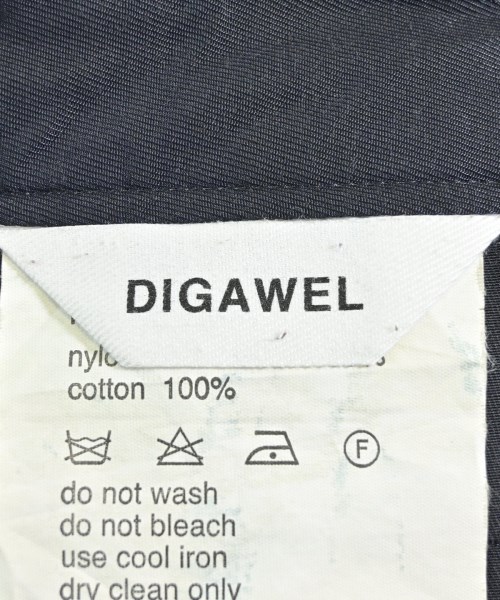 DIGAWEL
cotton 100%
F
do not wash
do not bleach
use cool iron
dry clean only